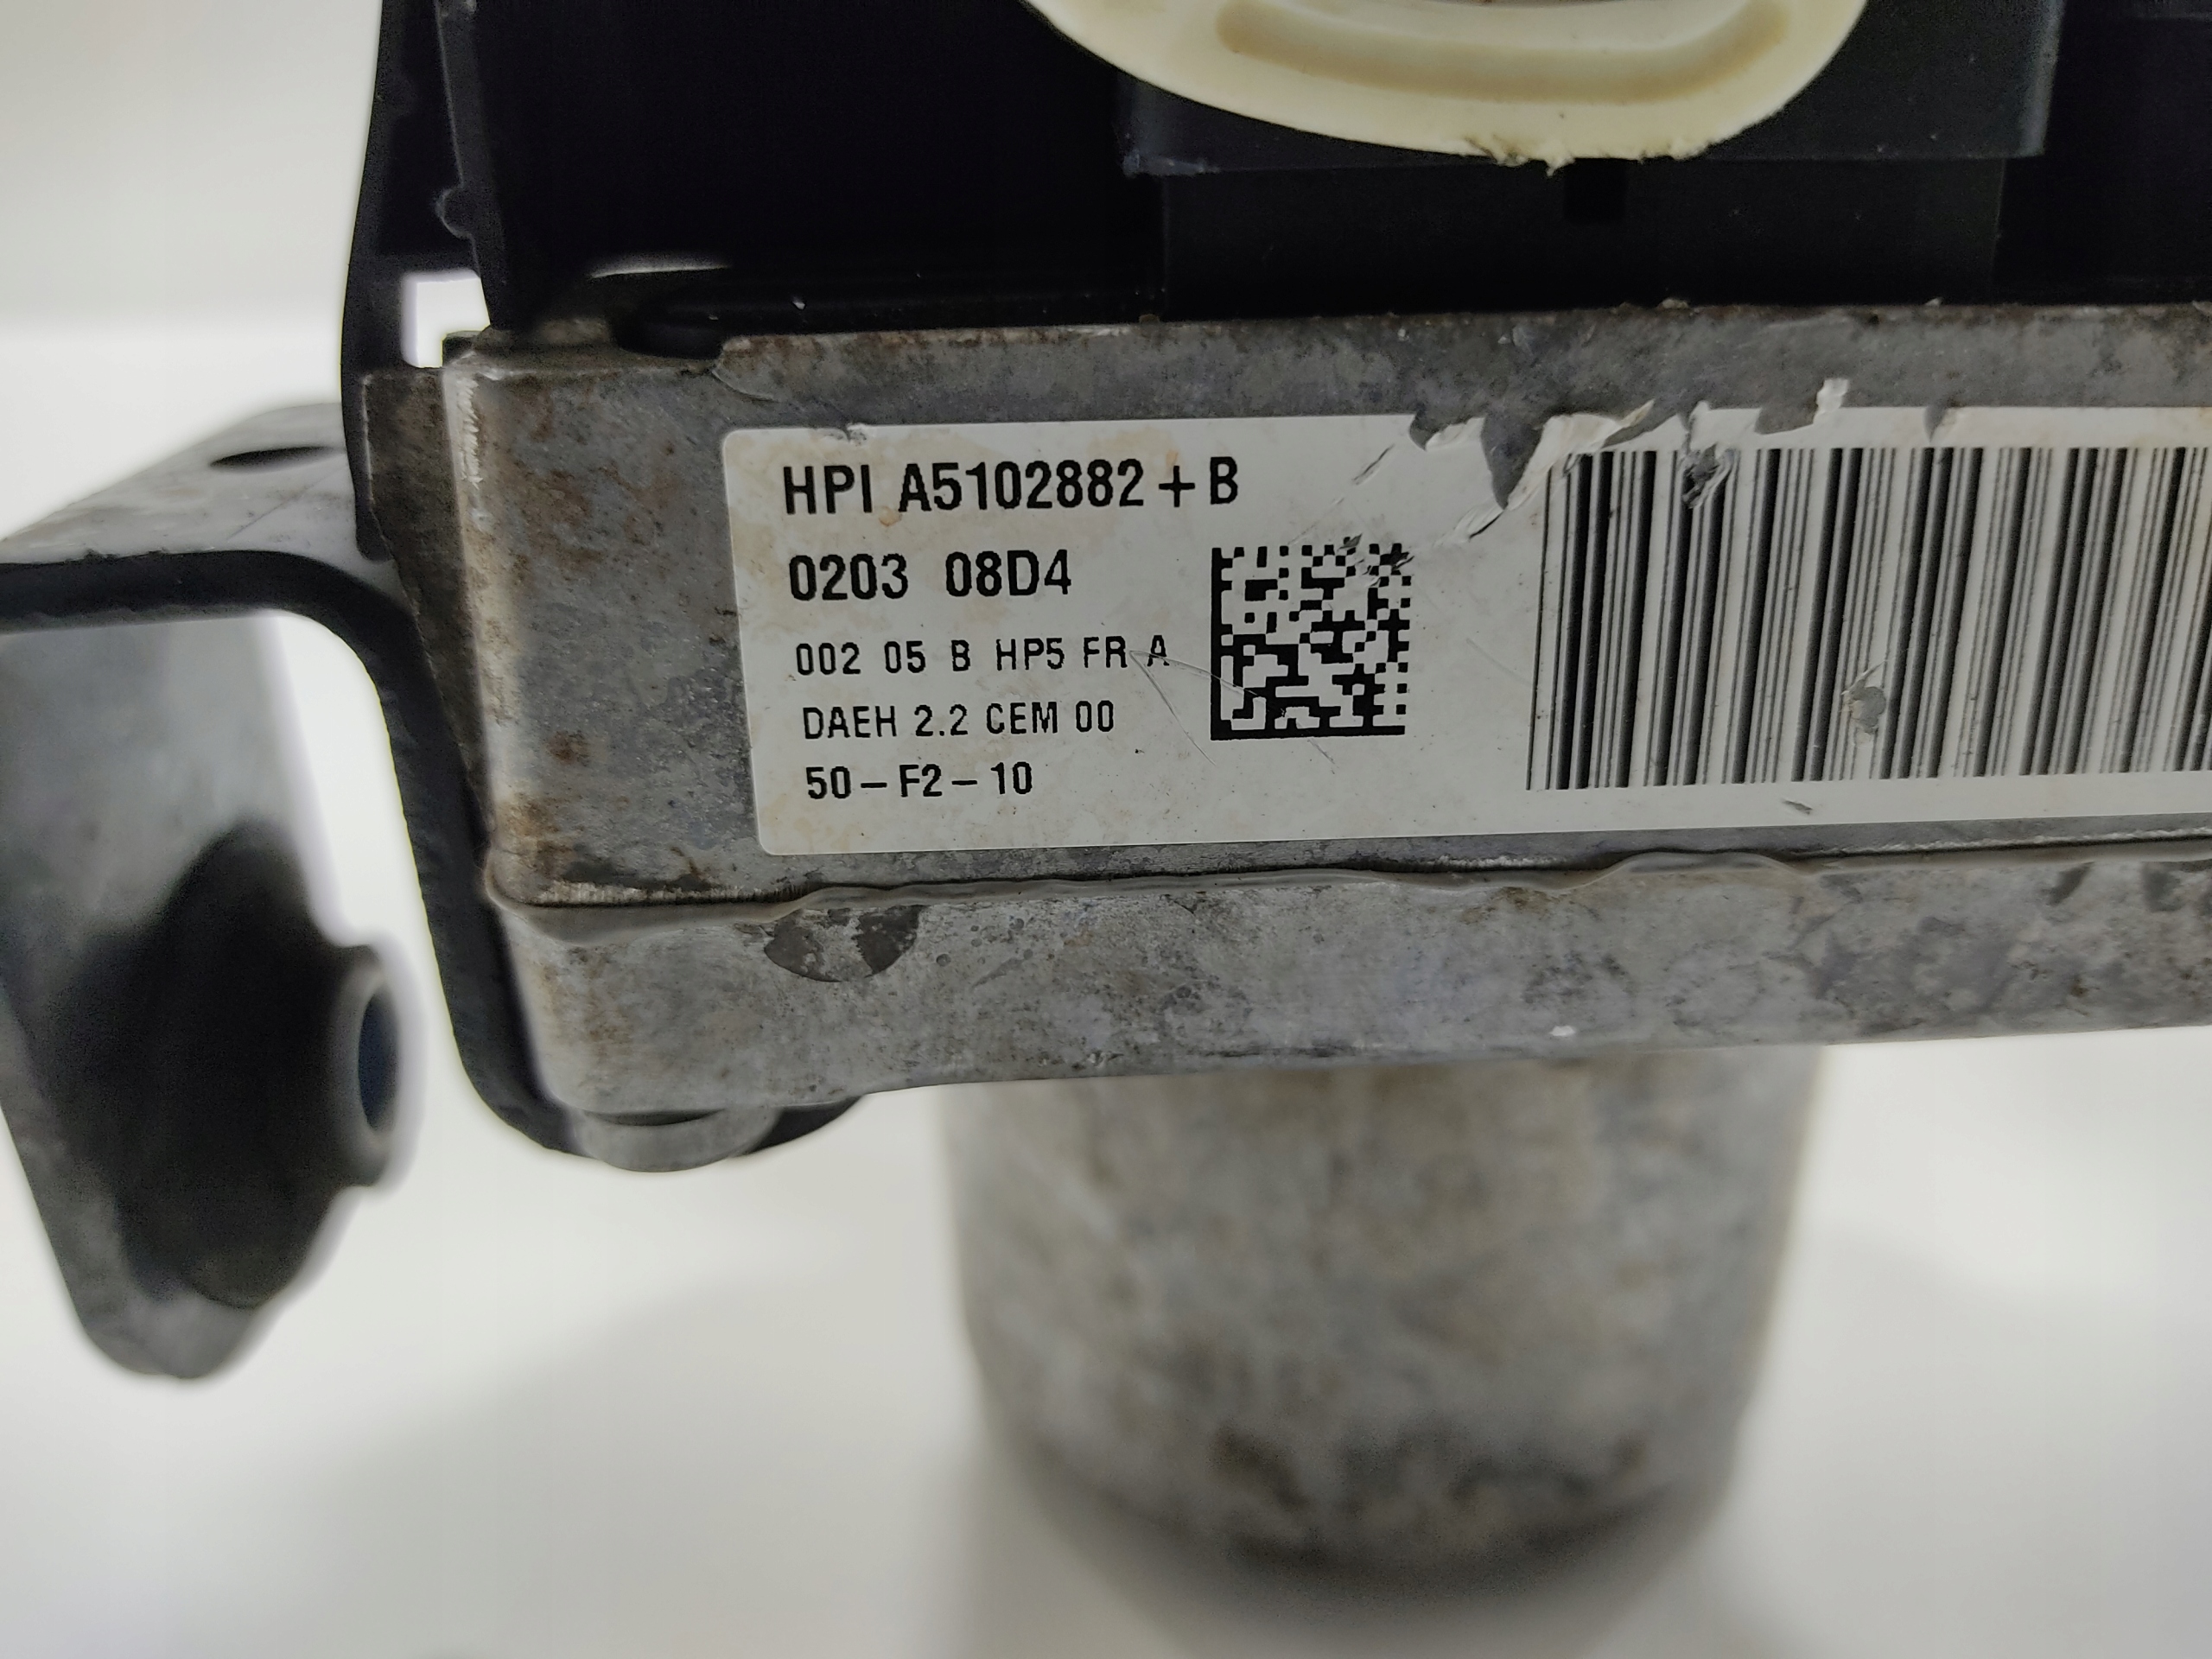 HPI A5102882+B
0203 08D4
002 05 B HP5 FR A
DAEH 2.2 CEM 00
50-F2-10